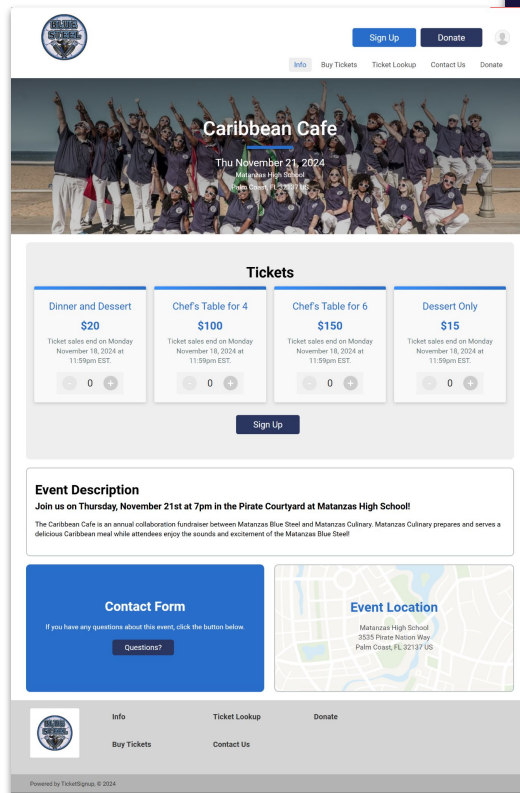 BLUE
STEEL
Sign Up
Donate
Info
Buy Tickets
Ticket Lookup
Contact Us
Donate
Caribbean Cafe
Thu November 21, 2024
Matanzas High School
Palm Coast, FL 32137 US
Tickets
Dinner and Dessert
$20
Ticket sales end on Monday
November 18, 2024 at
11:59pm EST.
- 0 +
Chef's Table for 4
$100
Ticket sales end on Monday
November 18, 2024 at
11:59pm EST.
- 0 +
Chef's Table for 6
$150
Ticket sales end on Monday
November 18, 2024 at
11:59pm EST.
- 0 +
Dessert Only
$15
Ticket sales end on Monday
November 18, 2024 at
11:59pm EST.
- 0 +
Sign Up
Event Description
Join us on Thursday, November 21st at 7pm in the Pirate Courtyard at Matanzas High School!
The Caribbean Cafe is an annual collaboration fundraiser between Matanzas Blue Steel and Matanzas Culinary. Matanzas Culinary prepares and serves a
delicious Caribbean meal while attendees enjoy the sounds and excitement of the Matanzas Blue Steel!
Contact Form
If you have any questions about this event, click the button below.
Questions?
Event Location
Matanzas High School
3535 Pirate Nation Way
Palm Coast, FL 32137 US
BLUE
STEEL
Info
Ticket Lookup
Donate
Buy Tickets
Contact Us
Powered by TicketSignup, © 2024